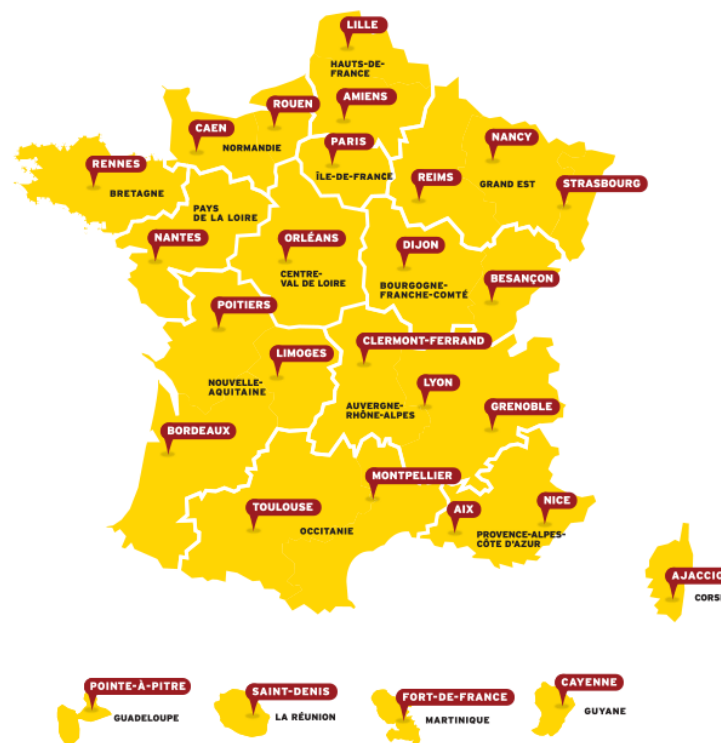 LILLE
HAUTS-DE-
FRANCE
AMIENS
ROUEN
CAEN
NORMANDIE
PARIS
ÎLE-DE-FRANCE
NANCY
REIMS
GRAND EST
STRASBOURG
RENNES
BRETAGNE
PAYS
DE LA LOIRE
NANTES
ORLÉANS
CENTRE-
VAL DE LOIRE
DIJON
BOURGOGNE-
FRANCHE-COMTÉ
BESANÇON
POITIERS
LIMOGES
NOUVELLE-
AQUITAINE
BORDEAUX
CLERMONT-FERRAND
LYON
AUVERGNE-
RHÔNE-ALPES
GRENOBLE
MONTPELLIER
TOULOUSE
OCCITANIE
AIX
NICE
PROVENCE-ALPES-
CÔTE D'AZUR
AJACCIO
CORS
POINTE-À-PITRE
GUADELOUPE
SAINT-DENIS
LA RÉUNION
FORT-DE-FRANCE
MARTINIQUE
CAYENNE
GUYANE